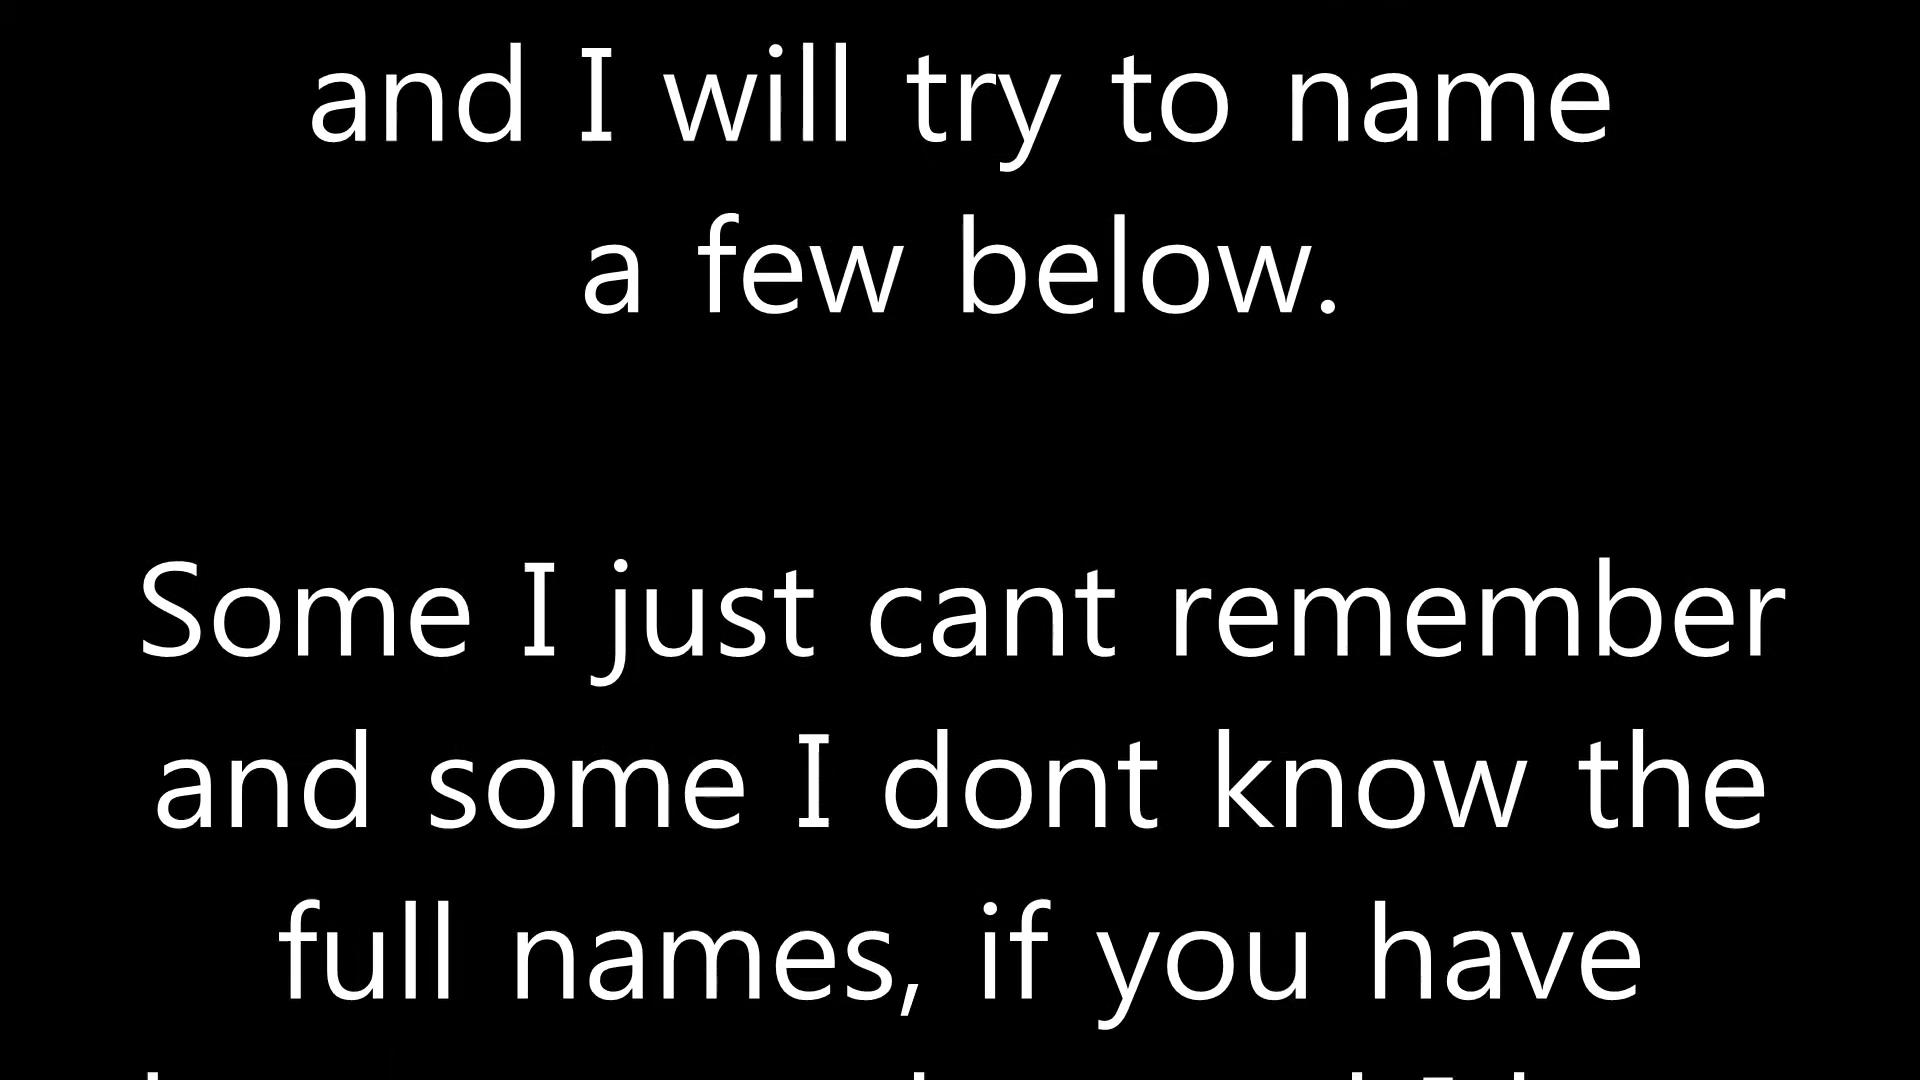 and I will try to name
a few below.
Some I just cant remember
and some I dont know the
full names, if you have